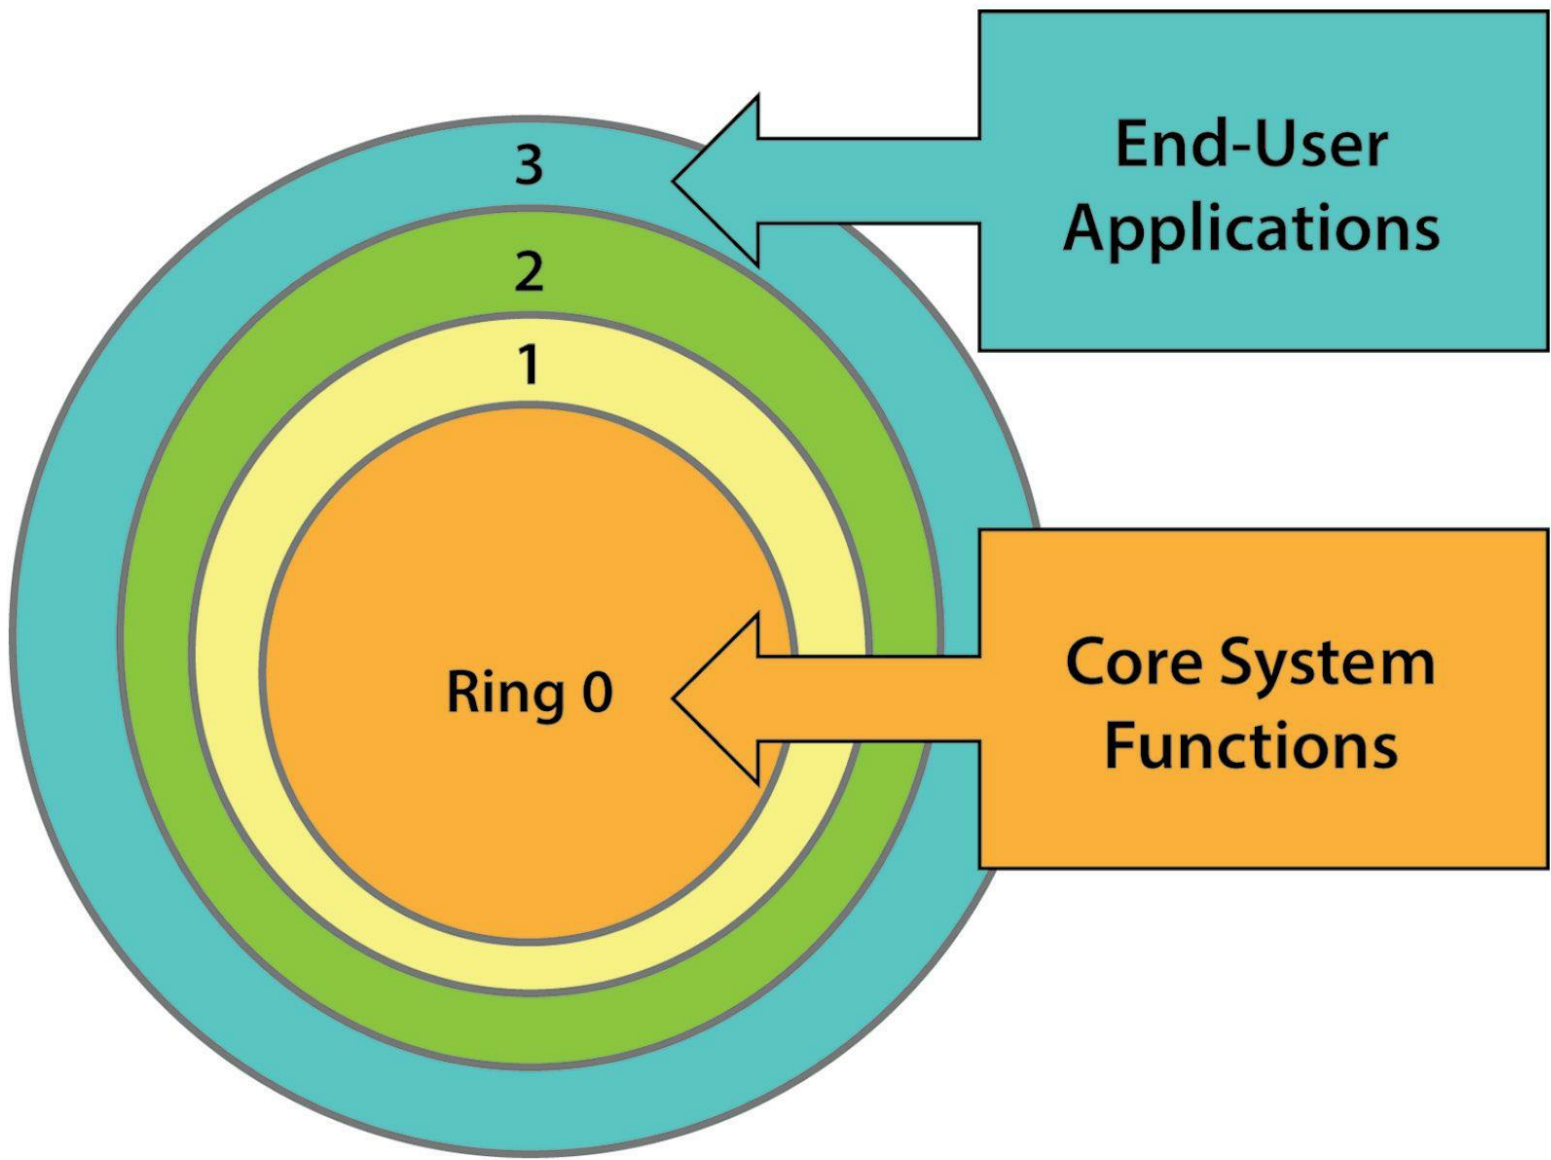 3
2
1
Ring 0
End-User
Applications
Core System
Functions